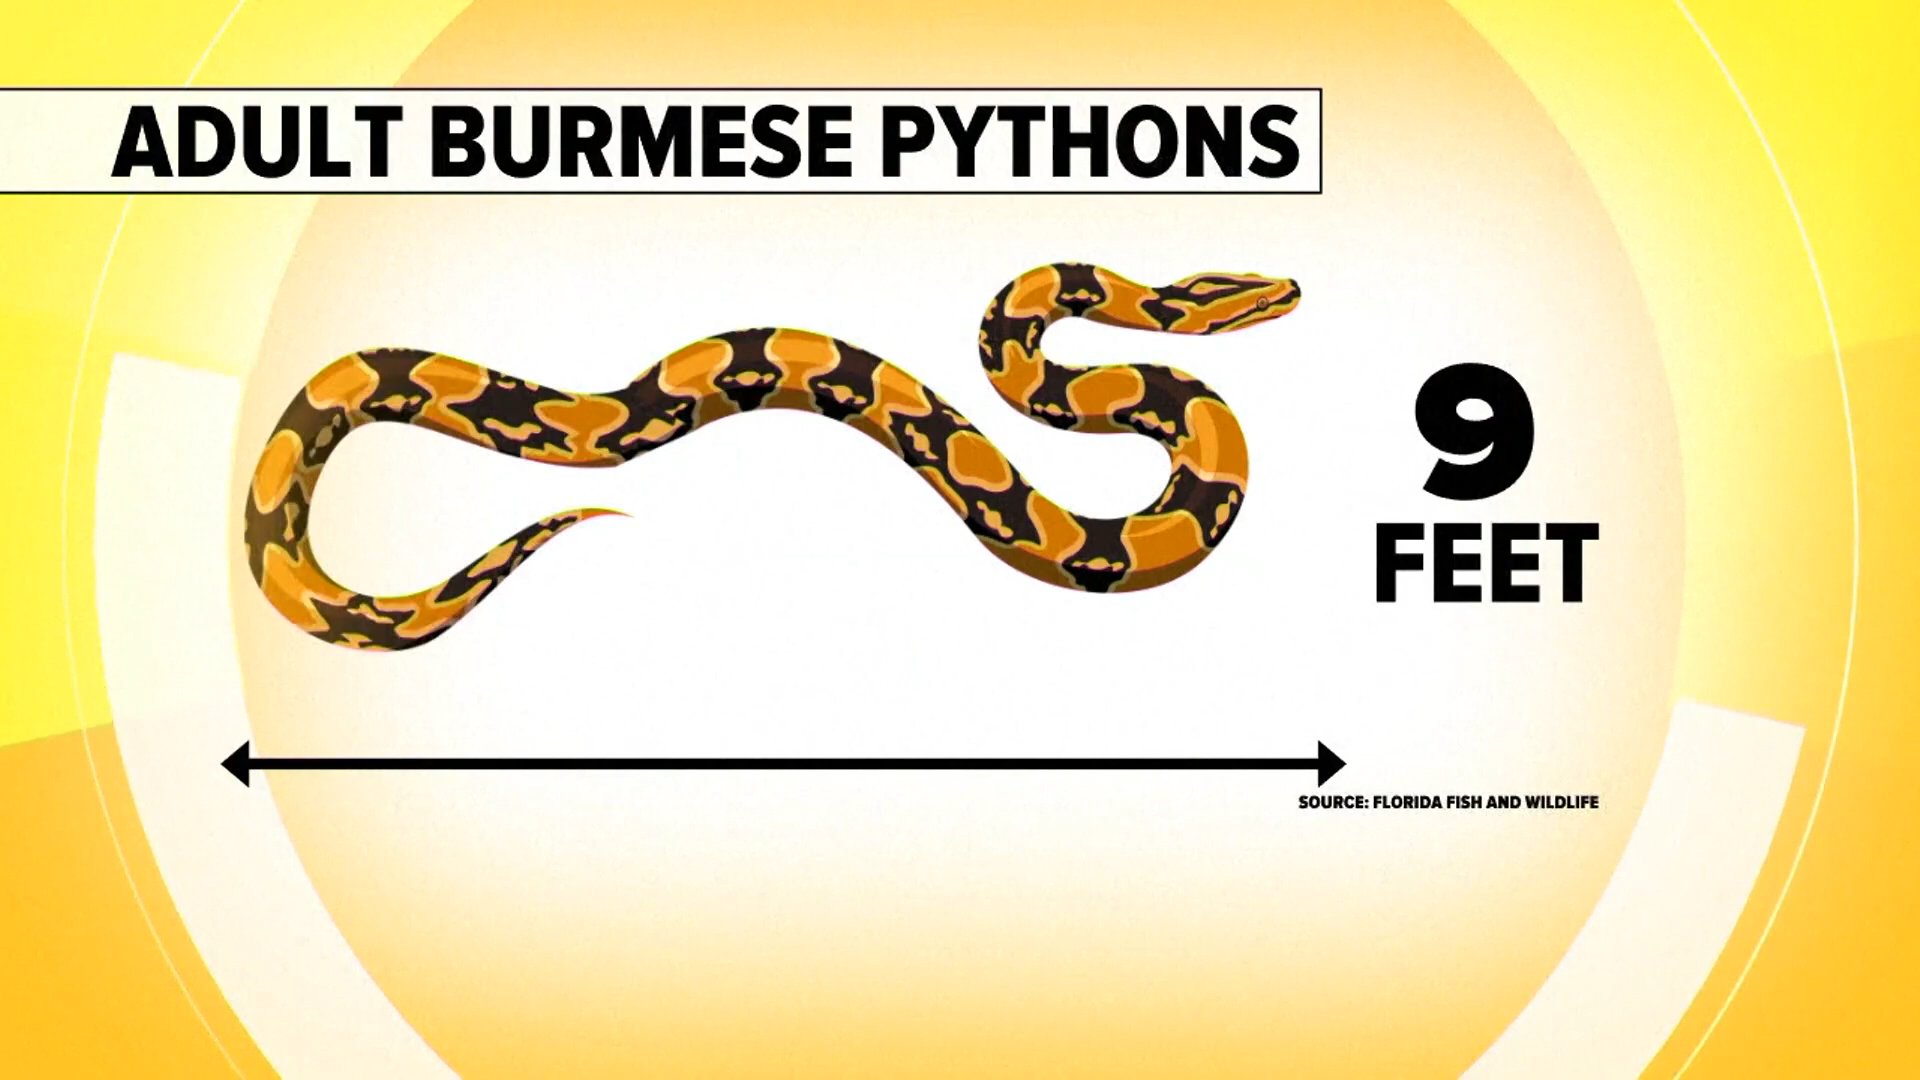 ADULT BURMESE PYTHONS
9
FEET
SOURCE: FLORIDA FISH AND WILDLIFE